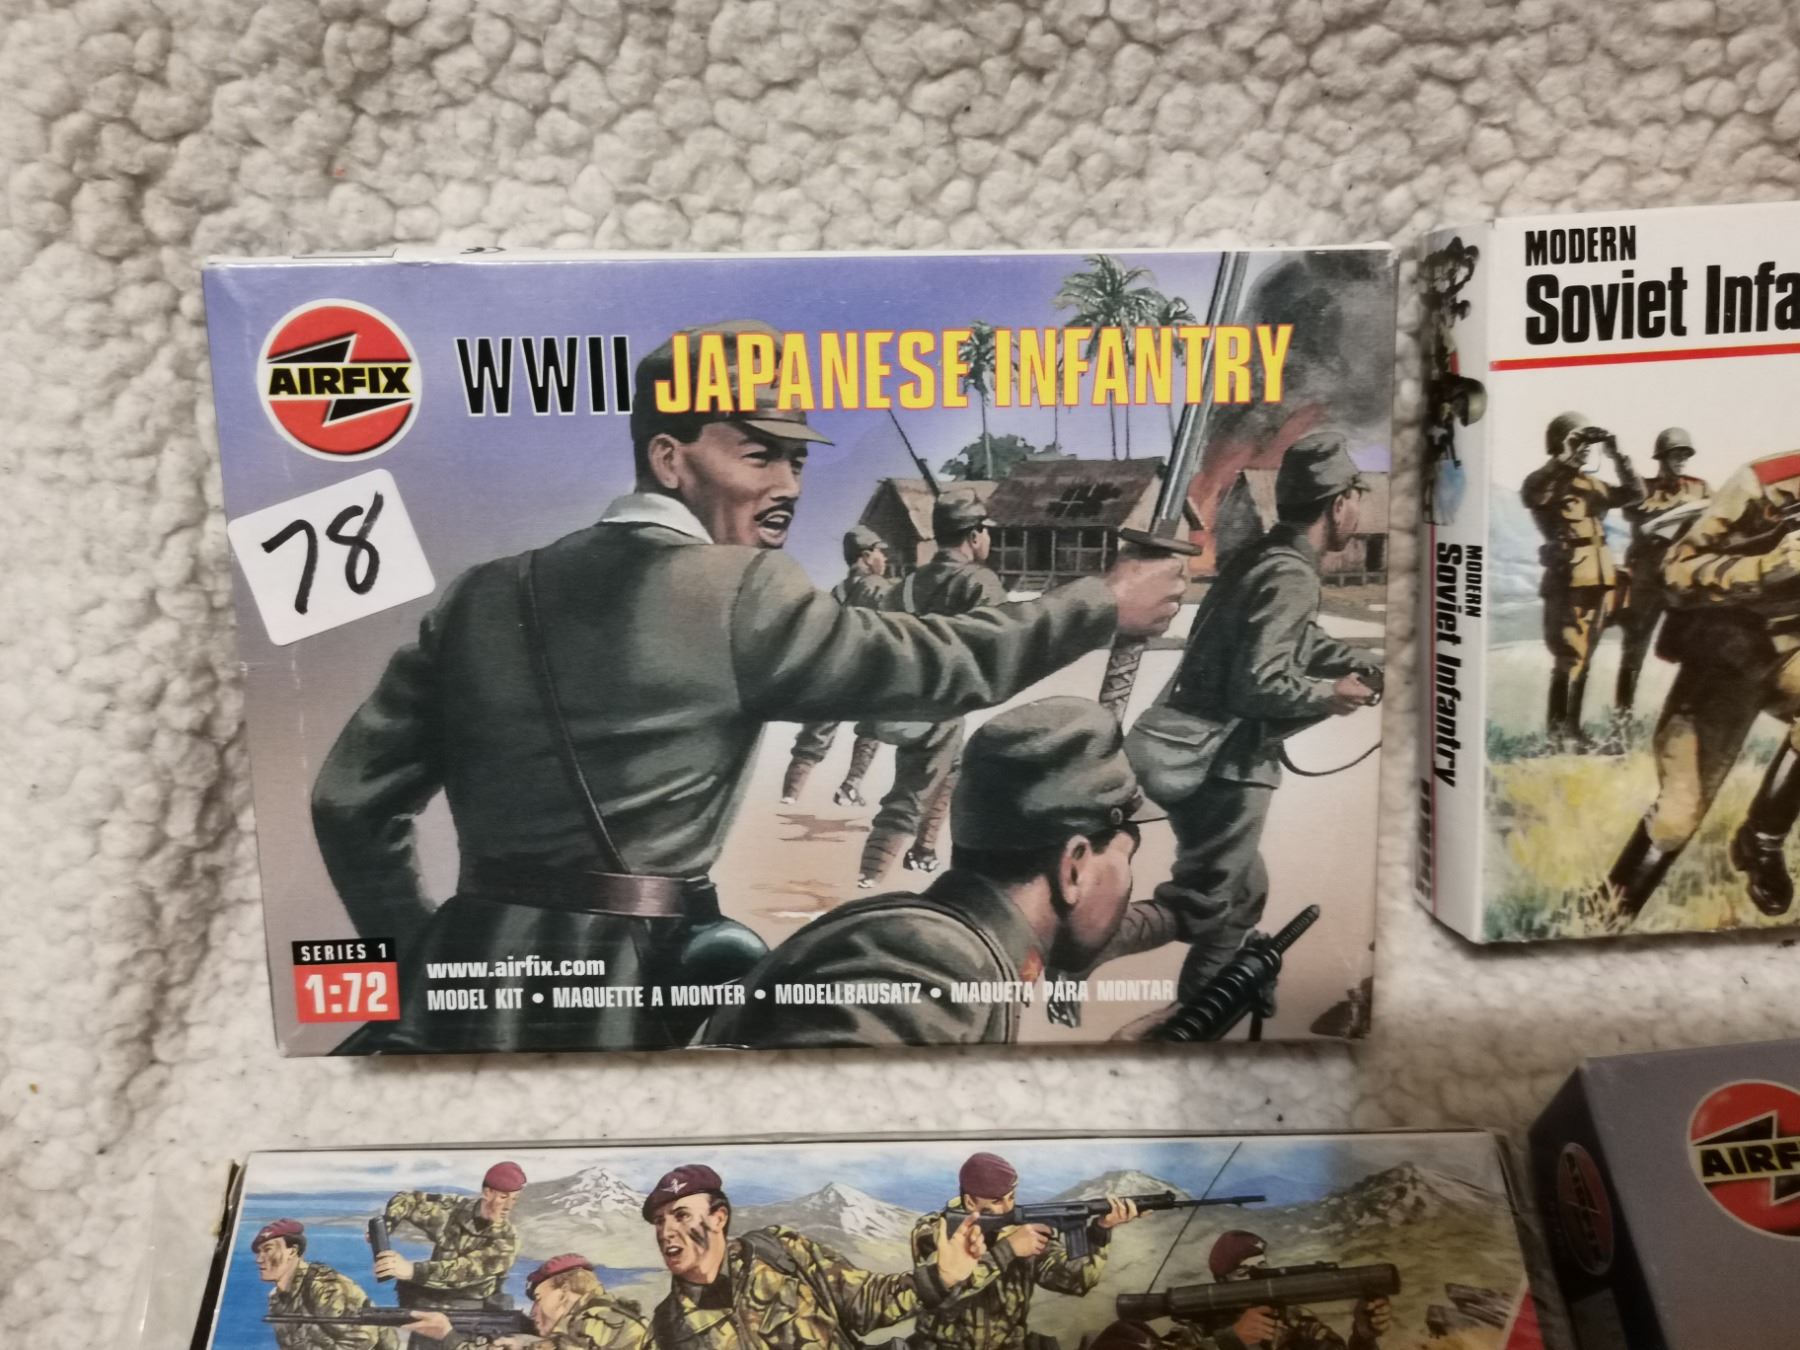 AIRFIX
WWII JAPANESE INFANTRY
78
SERIES 1
1:72
www.airfix.com
MODEL KIT • MAQUETTE A MONTER • MODELLBAUSATZ • MAQUETA PARA MONTAR
MODERN
Soviet Infa
MODERN
Soviet Infantry
AIRF